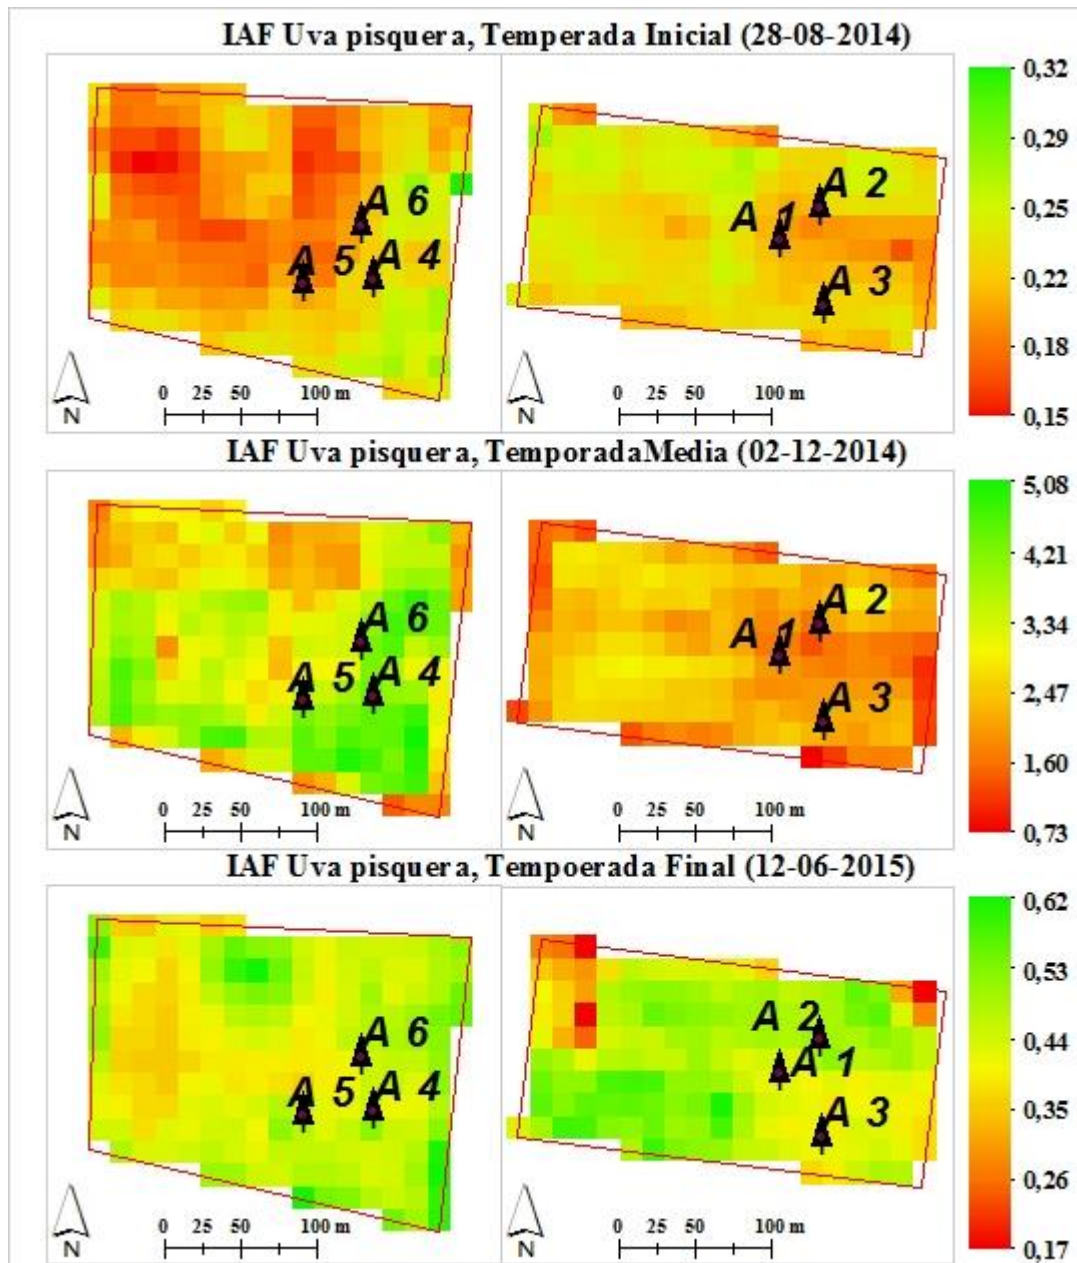 IAF Uva pisquera, Temperada Inicial (28-08-2014)
A 6
A 5 A 4
N
0 25 50 100 m
A 2
A 1
A 3
N
0 25 50 100 m
0,32
0,29
0,25
0,22
0,18
0,15
IAF Uva pisquera, TemporadaMedia (02-12-2014)
A 6
A 5 A 4
N
0 25 50 100 m
A 2
A 1
A 3
N
0 25 50 100 m
5,08
4,21
3,34
2,47
1,60
0,73
IAF Uva pisquera, Tempoerada Final (12-06-2015)
A 6
A 5 A 4
N
0 25 50 100 m
A 2
A 1
A 3
N
0 25 50 100 m
0,62
0,53
0,44
0,35
0,26
0,17